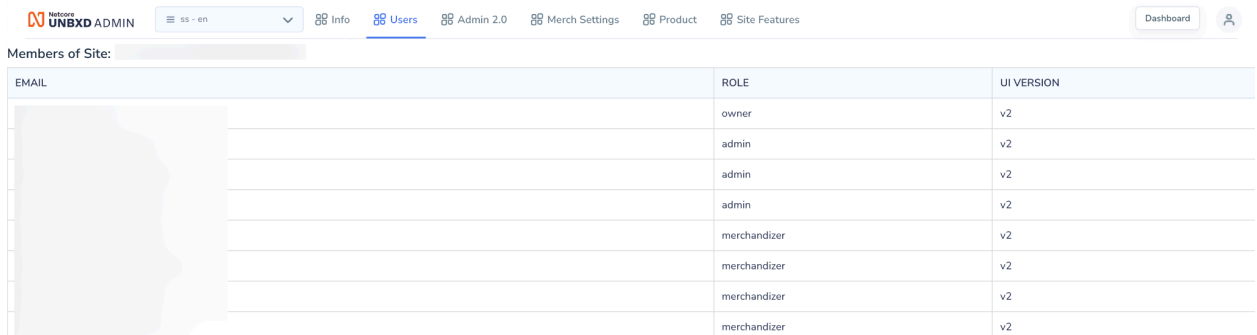 Netcore
UNBXD ADMIN
ss - en
Info
Users
Admin 2.0
Merch Settings
Product
Site Features
Dashboard
Members of Site:
EMAIL ROLE UI VERSION
owner v2
admin v2
admin v2
admin v2
merchandizer v2
merchandizer v2
merchandizer v2
merchandizer v2